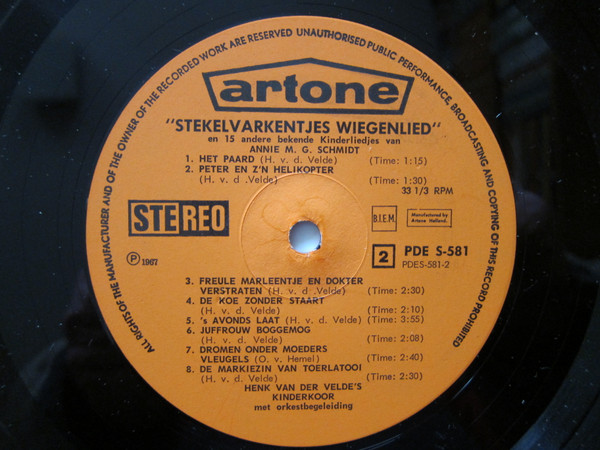 ALL RIGHTS OF THE MANUFACTURER AND OF THE OWNER OF THE RECORDED WORK ARE RESERVED UNAUTHORISED PUBLIC PERFORMANCE, BROADCASTING AND COPYING OF THIS RECORD PROHIBITED
artone
"STEKELVARKENTJES WIEGENLIED"
en 15 andere bekende Kinderliedjes van
ANNIE M. G. SCHMIDT
1. HET PAARD (H. v. d. Velde) (Time: 1:15)
2. PETER EN Z'N HELIKOPTER
(H. v. d .Velde) (Time: 1:30)
33 1/3 RPM
STEREO
B.I.E.M.
Manufactured by
Artone Holland.
2 PDE S-581
PDES-581-2
Ⓟ 1967
3. FREULE MARLEENTJE EN DOKTER
VERSTRATEN (H. v. d. Velde) (Time: 2:30)
4. DE KOE ZONDER STAART
(H. v. d. Velde) (Time: 2:10)
5. 's AVONDS LAAT (H. v. d. Velde) (Time: 3:55)
6. JUFFROUW BOGGEMOG
(H. v. d. Velde) (Time: 2:08)
7. DROMEN ONDER MOEDERS
VLEUGELS (O. v. Hemel) (Time: 2:40)
8. DE MARKIEZIN VAN TOERLATOOI
(H. v. d. Velde) (Time: 2:30)
HENK VAN DER VELDE'S
KINDERKOOR
met orkestbegeleiding